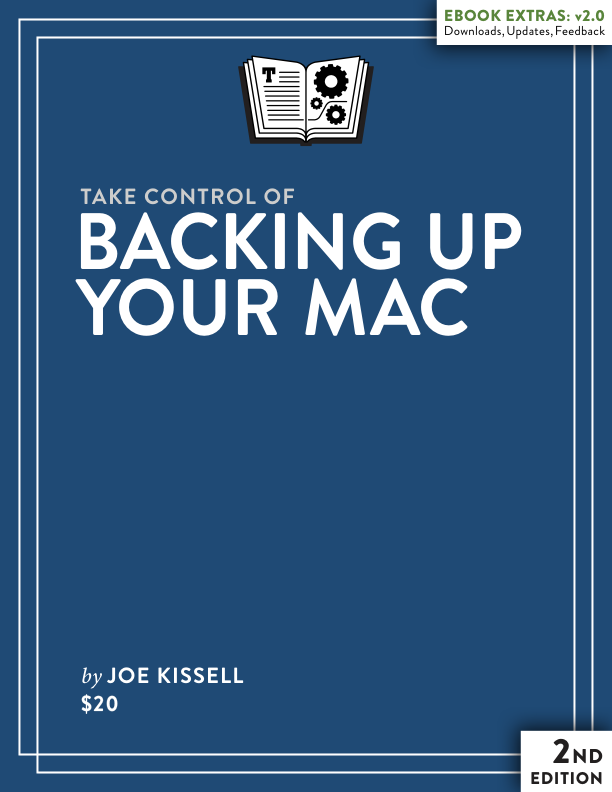 EBOOK EXTRAS: v2.0
Downloads, Updates, Feedback
T
TAKE CONTROL OF
BACKING UP
YOUR MAC
by JOE KISSELL
$20
2ND
EDITION